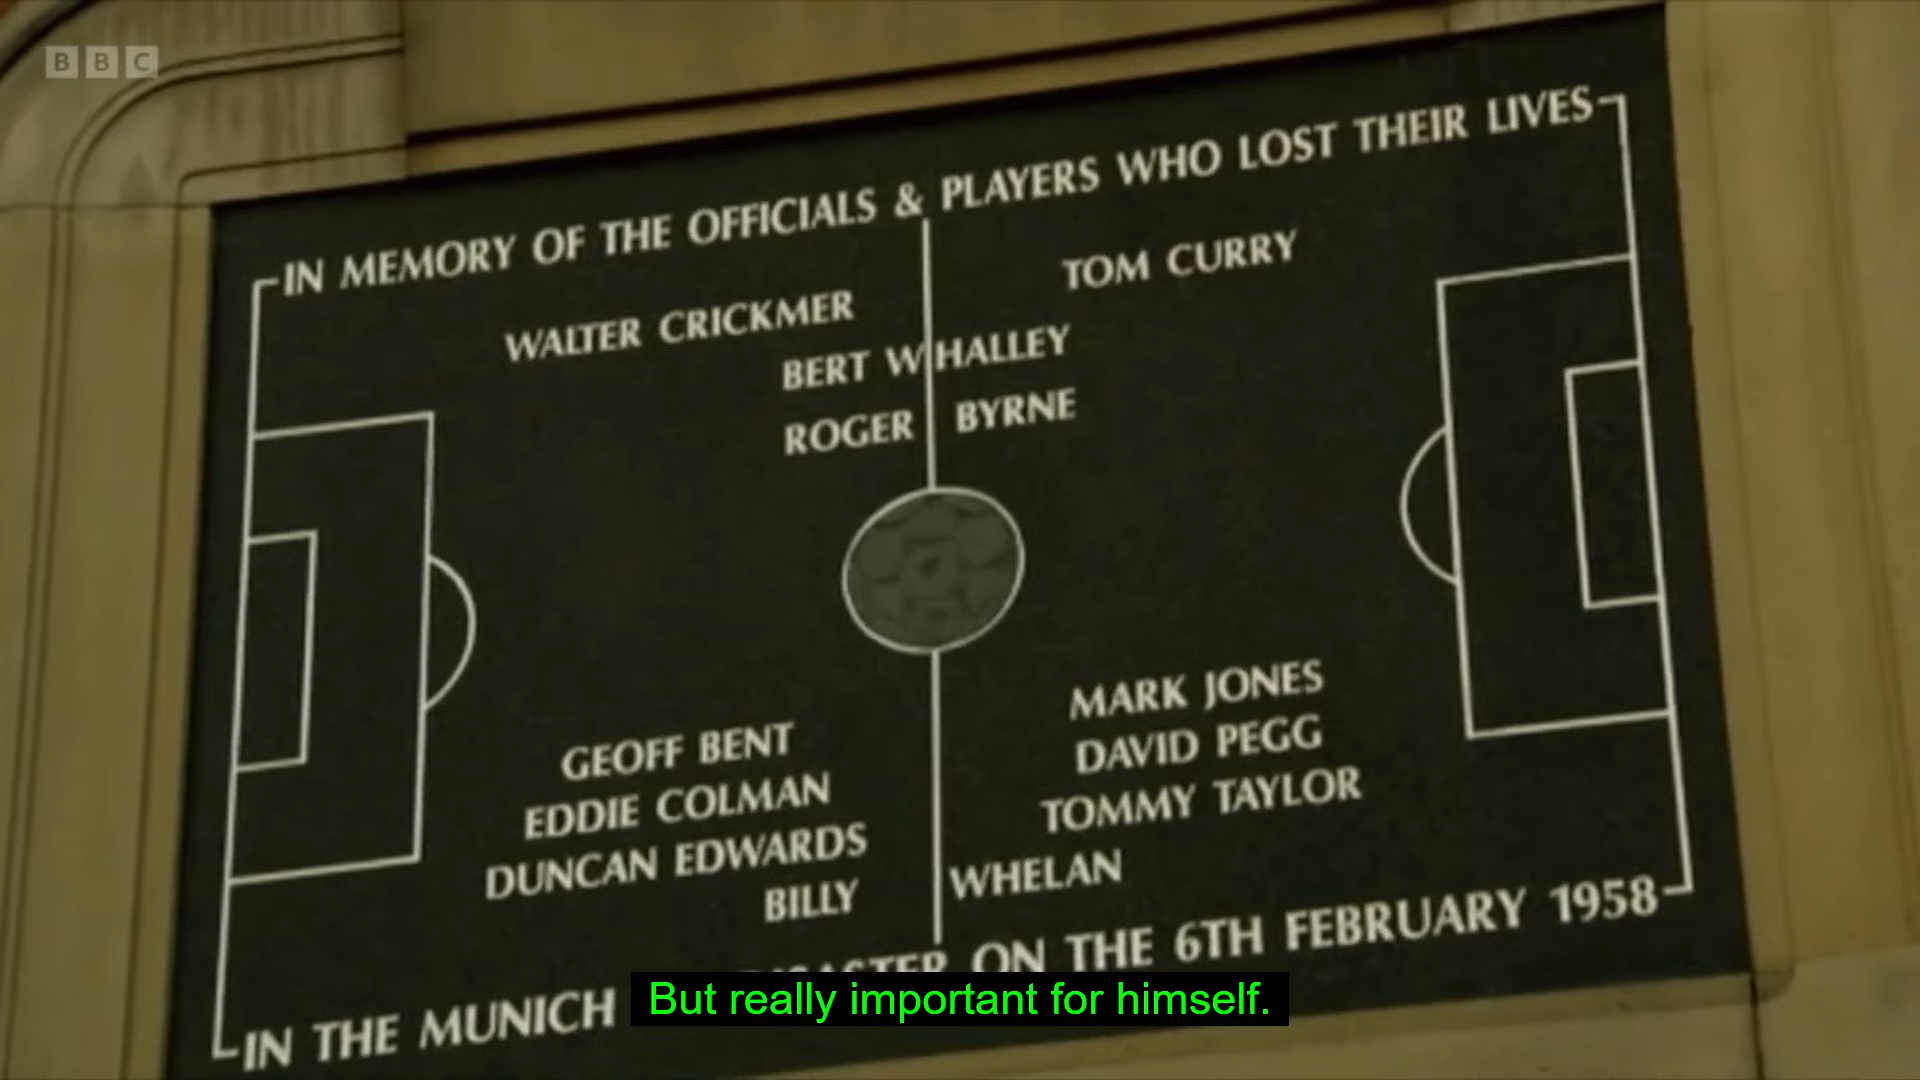 BBC
IN MEMORY OF THE OFFICIALS & PLAYERS WHO LOST THEIR LIVES
WALTER CRICKMER
TOM CURRY
BERT WHALLEY
ROGER BYRNE
GEOFF BENT
MARK JONES
EDDIE COLMAN
DAVID PEGG
DUNCAN EDWARDS
TOMMY TAYLOR
BILLY WHELAN
IN THE MUNICH DISASTER ON THE 6TH FEBRUARY 1958
But really important for himself.